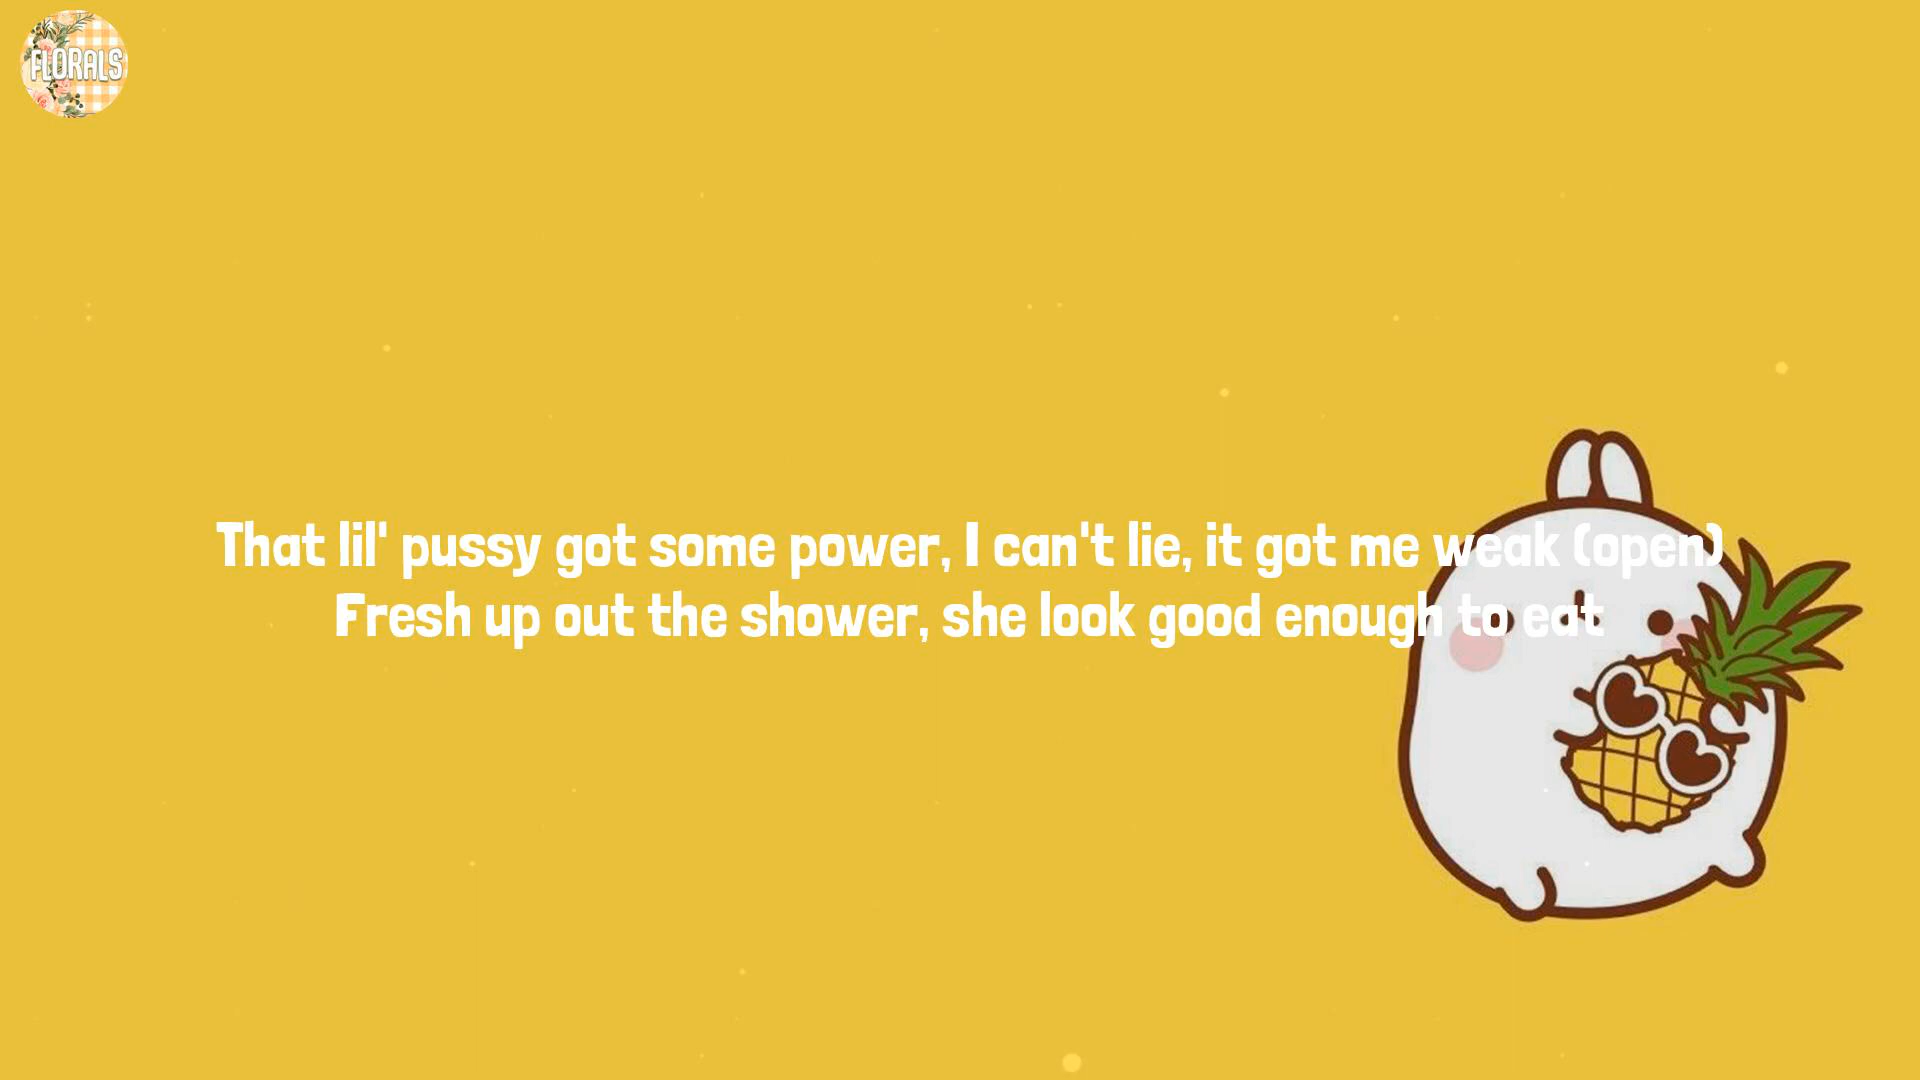 FLORALS
That lil' pussy got some power, I can't lie, it got me weak (open)
Fresh up out the shower, she look good enough to eat